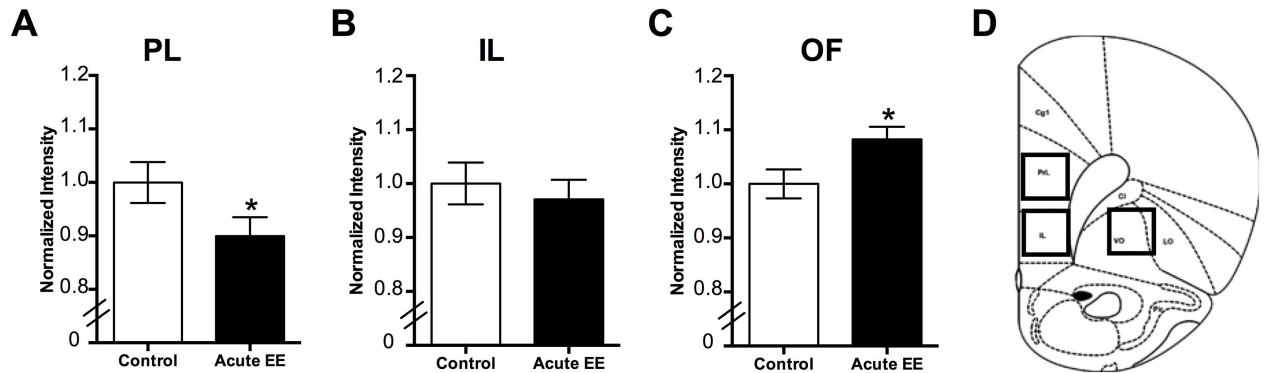 A
PL
Normalized Intensity
1.2
1.1
1.0
0.9
0.8
0
*
Control
Acute EE
B
IL
Normalized Intensity
1.2
1.1
1.0
0.9
0.8
0
Control
Acute EE
C
OF
Normalized Intensity
1.2
1.1
1.0
0.9
0.8
0
*
Control
Acute EE
D
Cg1
PrL
Cl
IL
VO
LO